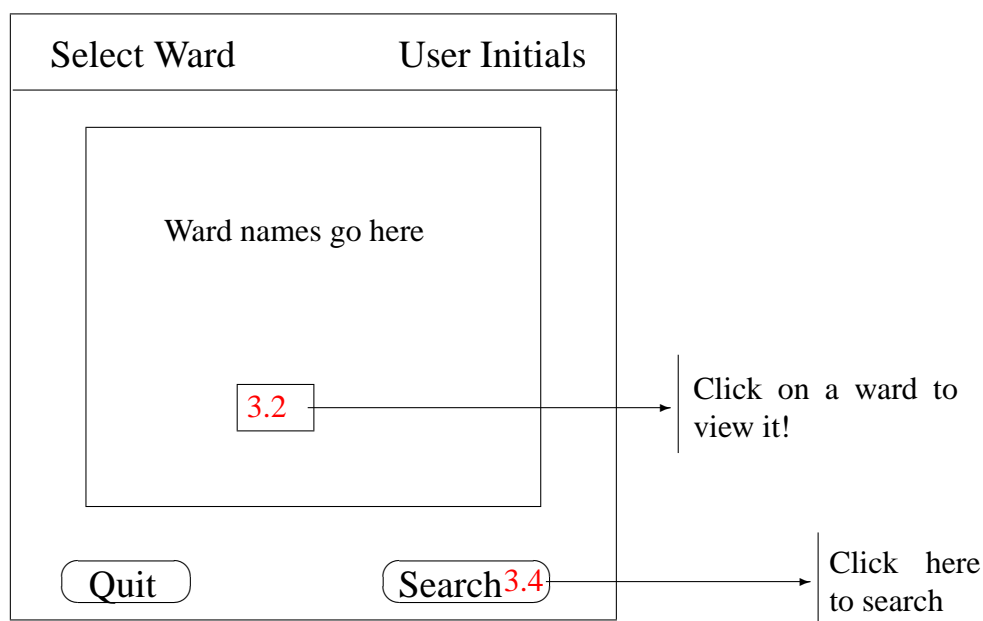 Select Ward User Initials
Ward names go here
3.2
Click on a ward to
view it!
Quit
Search3.4
Click here
to search